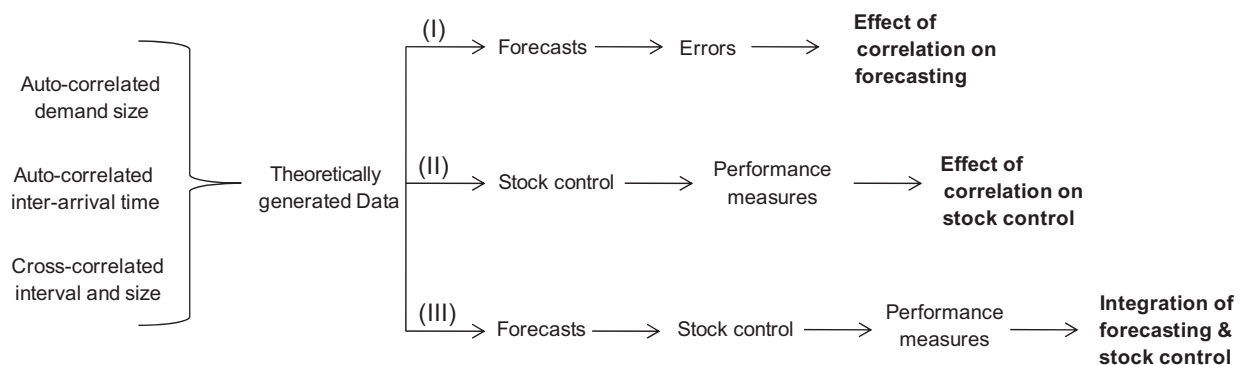 Auto-correlated
demand size
Auto-correlated
inter-arrival time
Cross-correlated
interval and size
Theoretically
generated Data
(I)
Forecasts
Errors
Effect of
correlation on
forecasting
(II)
Stock control
Performance
measures
Effect of
correlation on
stock control
(III)
Forecasts
Stock control
Performance
measures
Integration of
forecasting &
stock control